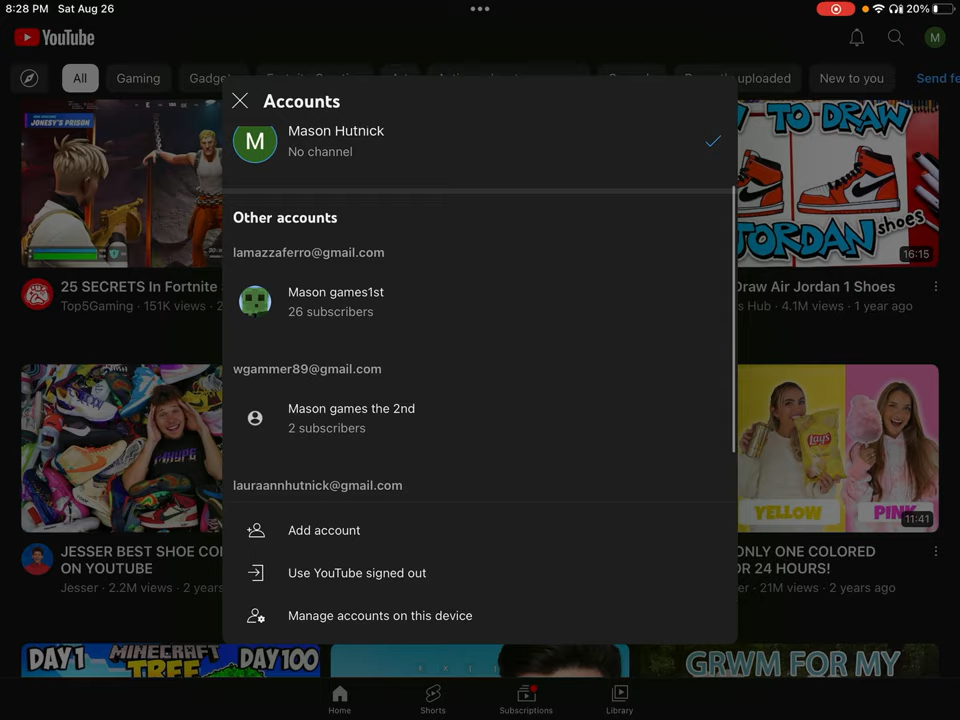 8:28 PM Sat Aug 26
20%
YouTube
M
All
Gaming
uploaded
New to you
Send fe
Accounts
M
Mason Hutnick
No channel
Other accounts
lamazzaferro@gmail.com
Mason games1st
26 subscribers
wgammer89@gmail.com
Mason games the 2nd
2 subscribers
lauraannhutnick@gmail.com
Add account
Use YouTube signed out
Manage accounts on this device
JONESY'S PRISON
TO DRAW
JORDAN shoes
16:15
25 SECRETS In Fortnite
Top5Gaming · 151K views · 2
Draw Air Jordan 1 Shoes
s Hub · 4.1M views · 1 year ago
Lay's
YELLOW
PINK
11:41
JESSER BEST SHOE CO
ON YOUTUBE
Jesser · 2.2M views · 2 years
ONLY ONE COLORED
R 24 HOURS!
er · 21M views · 2 years ago
DAY 1 MINECRAFT TREE DAY 100
GRWM FOR MY
Home
Shorts
Subscriptions
Library